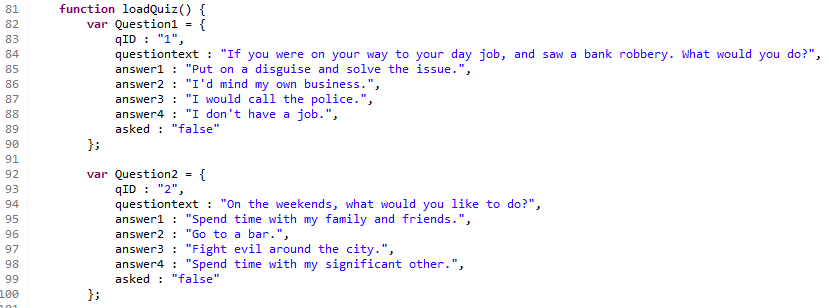 81 function loadQuiz() {
82 var Question1 = {
83 qID : "1",
84 questiontext : "If you were on your way to your day job, and saw a bank robbery. What would you do?",
85 answer1 : "Put on a disguise and solve the issue.",
86 answer2 : "I'd mind my own business.",
87 answer3 : "I would call the police.",
88 answer4 : "I don't have a job.",
89 asked : "false"
90 };
91
92 var Question2 = {
93 qID : "2",
94 questiontext : "On the weekends, what would you like to do?",
95 answer1 : "Spend time with my family and friends.",
96 answer2 : "Go to a bar.",
97 answer3 : "Fight evil around the city.",
98 answer4 : "Spend time with my significant other.",
99 asked : "false"
100 };